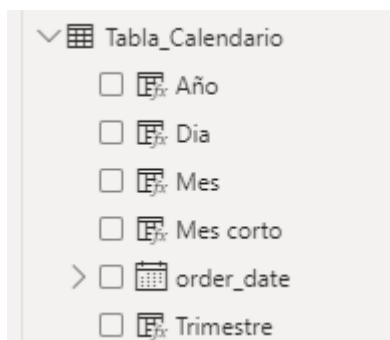 Tabla_Calendario
Año
Dia
Mes
Mes corto
order_date
Trimestre